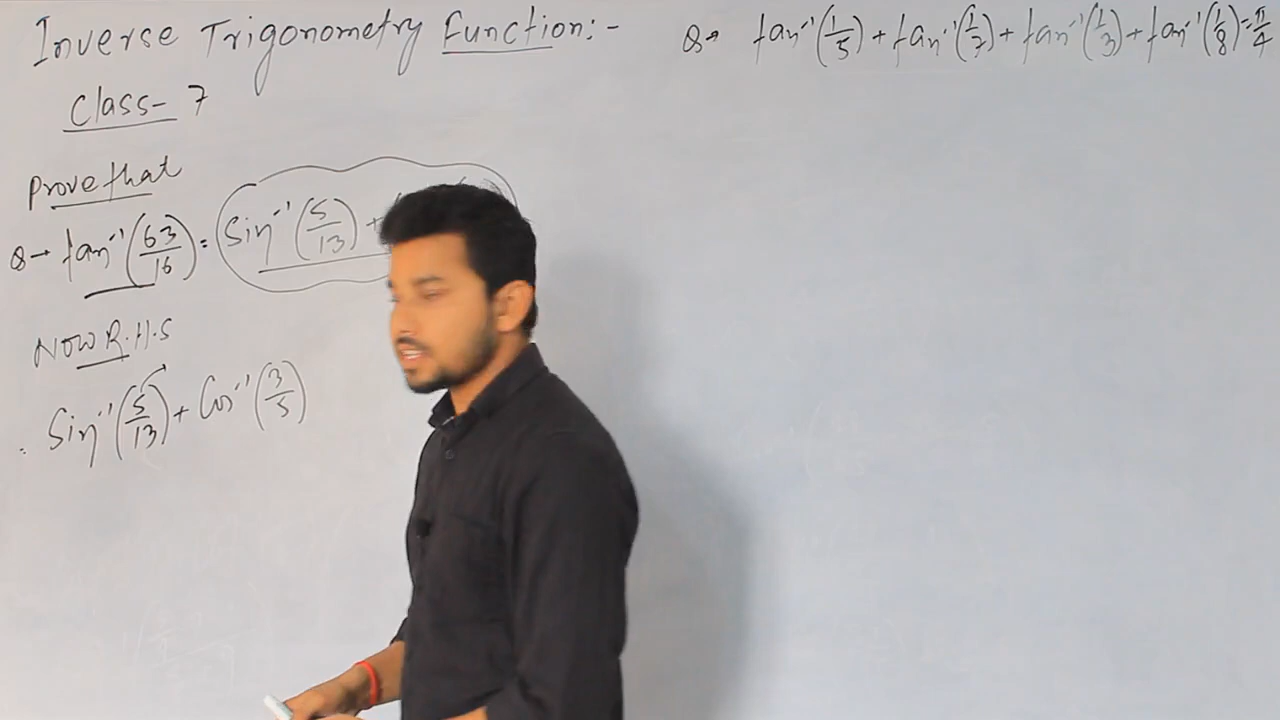 Inverse Trigonometry Function:-
Class- 7
Prove that
Q→ tan⁻¹(63/16) = Sin⁻¹(5/13) +
Now R.H.S
= Sin⁻¹(5/13) + Cos⁻¹(3/5)
Q→ tan⁻¹(1/5) + tan⁻¹(1/7) + tan⁻¹(1/3) + tan⁻¹(1/8) = π/4